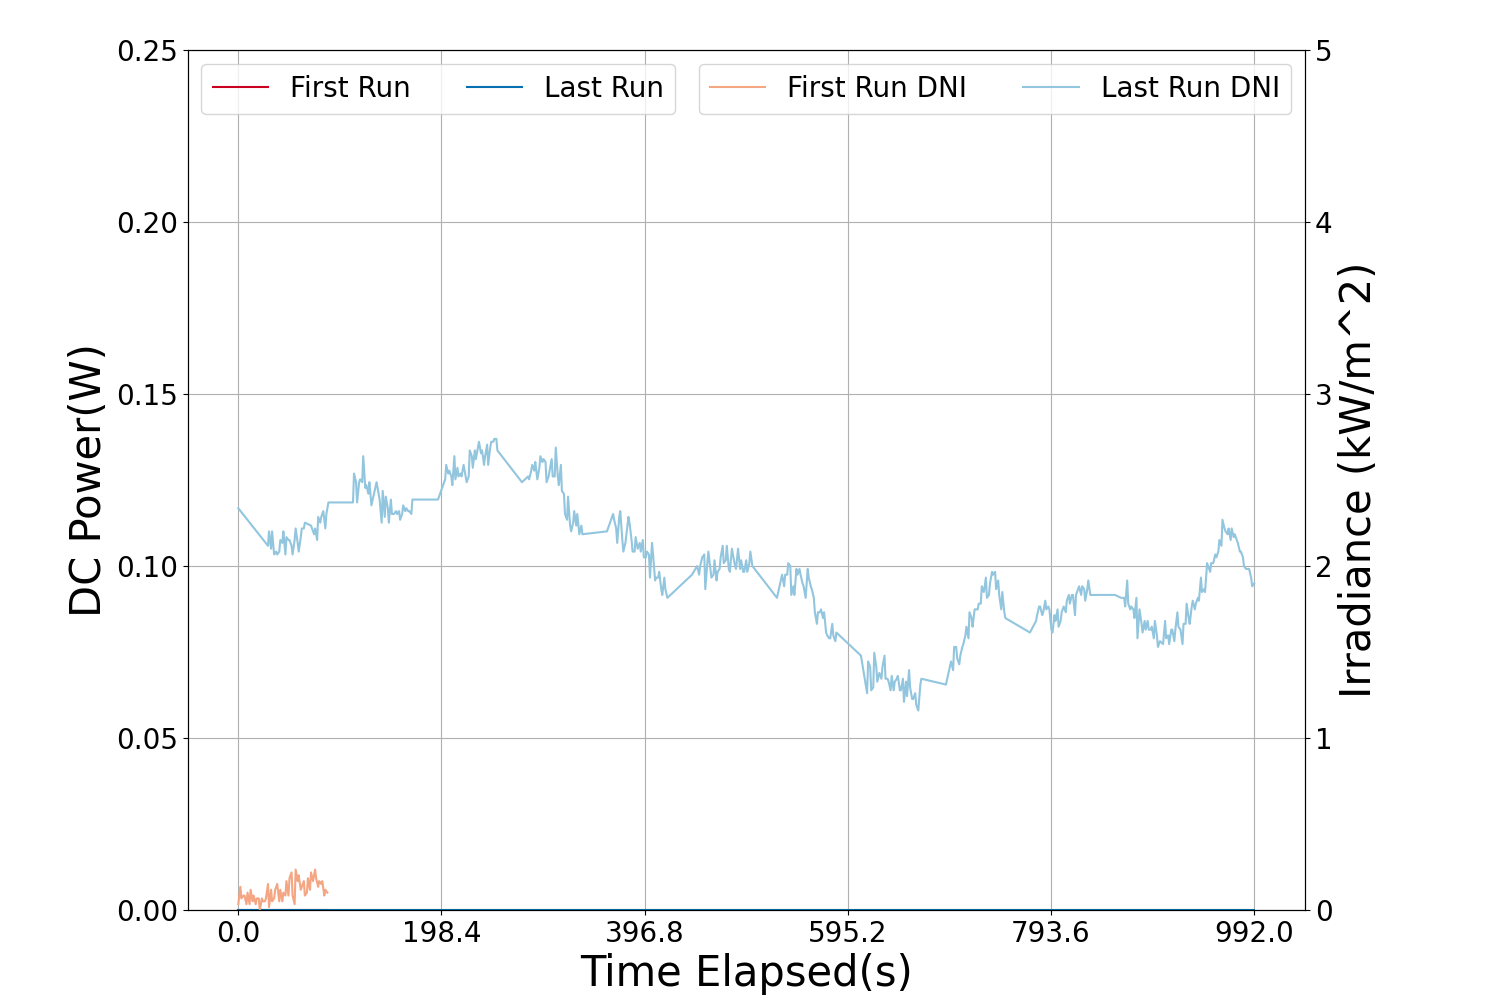 First Run
Last Run
First Run DNI
Last Run DNI
DC Power(W)
0.25
0.20
0.15
0.10
0.05
0.00
5
4
3
2
1
0
Irradiance (kW/m^2)
0.0 198.4 396.8 595.2 793.6 992.0
Time Elapsed(s)